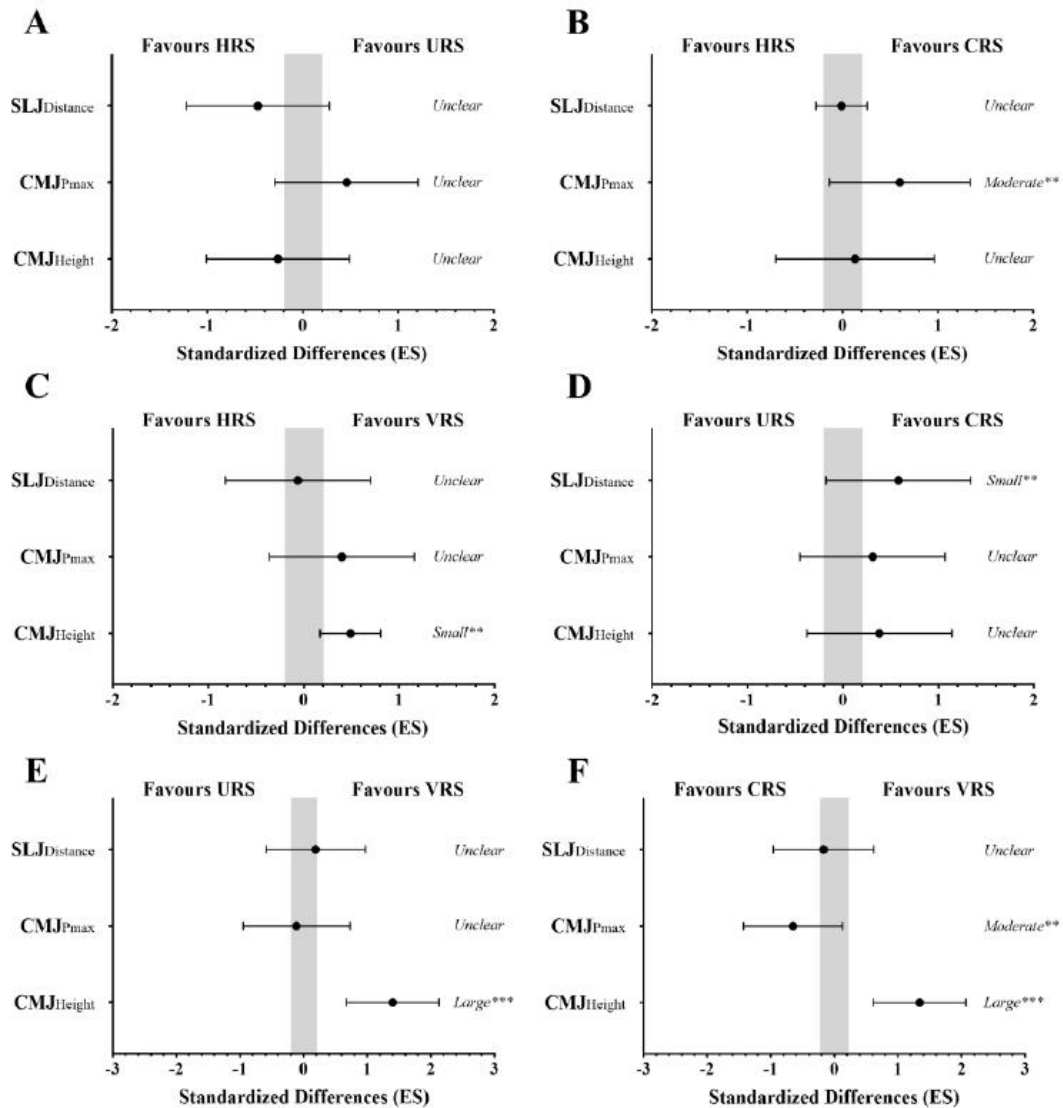 A
B
Favours HRS Favours URS
Favours HRS Favours CRS
SLJDistance Unclear
SLJDistance Unclear
CMJPmax Unclear
CMJPmax Moderate**
CMJHeight Unclear
CMJHeight Unclear
-2 -1 0 1 2
-2 -1 0 1 2
Standardized Differences (ES)
Standardized Differences (ES)
C
D
Favours HRS Favours VRS
Favours URS Favours CRS
SLJDistance Unclear
SLJDistance Small**
CMJPmax Unclear
CMJPmax Unclear
CMJHeight Small**
CMJHeight Unclear
-2 -1 0 1 2
-2 -1 0 1 2
Standardized Differences (ES)
Standardized Differences (ES)
E
F
Favours URS Favours VRS
Favours CRS Favours VRS
SLJDistance Unclear
SLJDistance Unclear
CMJPmax Unclear
CMJPmax Moderate**
CMJHeight Large***
CMJHeight Large***
-3 -2 -1 0 1 2 3
-3 -2 -1 0 1 2 3
Standardized Differences (ES)
Standardized Differences (ES)